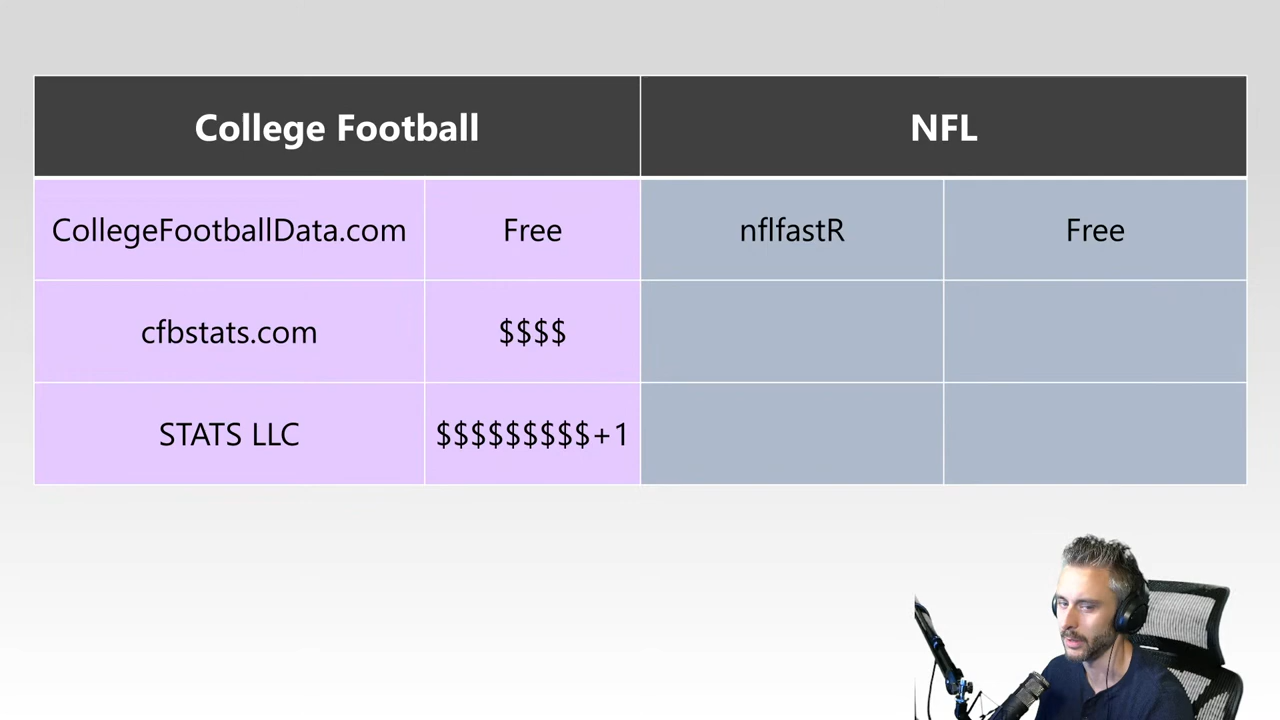 College Football
NFL
CollegeFootballData.com
Free
nflfastR
Free
cfbstats.com
$$$$
STATS LLC
$$$$$$$$$+1